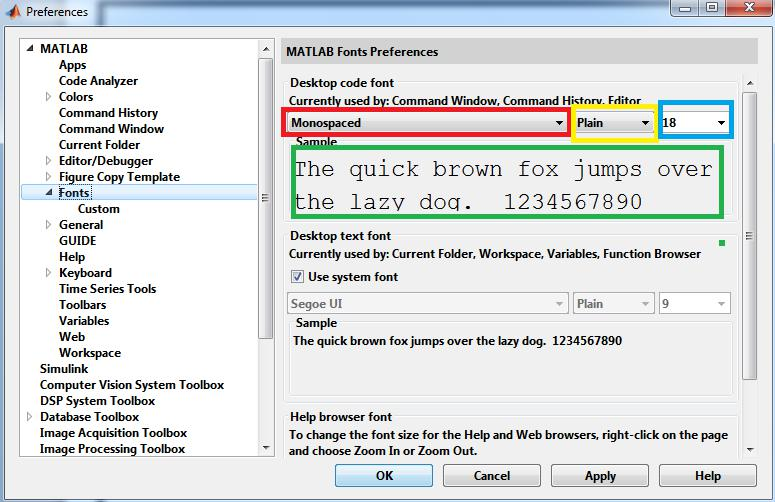 Preferences
MATLAB
Apps
Code Analyzer
Colors
Command History
Command Window
Current Folder
Editor/Debugger
Figure Copy Template
Fonts
Custom
General
GUIDE
Help
Keyboard
Time Series Tools
Toolbars
Variables
Web
Workspace
Simulink
Computer Vision System Toolbox
DSP System Toolbox
Database Toolbox
Image Acquisition Toolbox
Image Processing Toolbox
MATLAB Fonts Preferences
Desktop code font
Currently used by: Command Window, Command History, Editor
Monospaced Plain 18
Sample
The quick brown fox jumps over
the lazy dog. 1234567890
Desktop text font
Currently used by: Current Folder, Workspace, Variables, Function Browser
Use system font
Segoe UI Plain 9
Sample
The quick brown fox jumps over the lazy dog. 1234567890
Help browser font
To change the font size for the Help and Web browsers, right-click on the page
and choose Zoom In or Zoom Out.
OK Cancel Apply Help